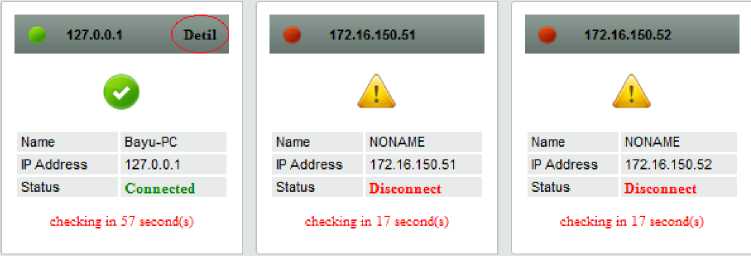 127.0.0.1 Detil
Name Bayu-PC
IP Address 127.0.0.1
Status Connected
checking in 57 second(s)
172.16.150.51
Name NONAME
IP Address 172.16.150.51
Status Disconnect
checking in 17 second(s)
172.16.150.52
Name NONAME
IP Address 172.16.150.52
Status Disconnect
checking in 17 second(s)